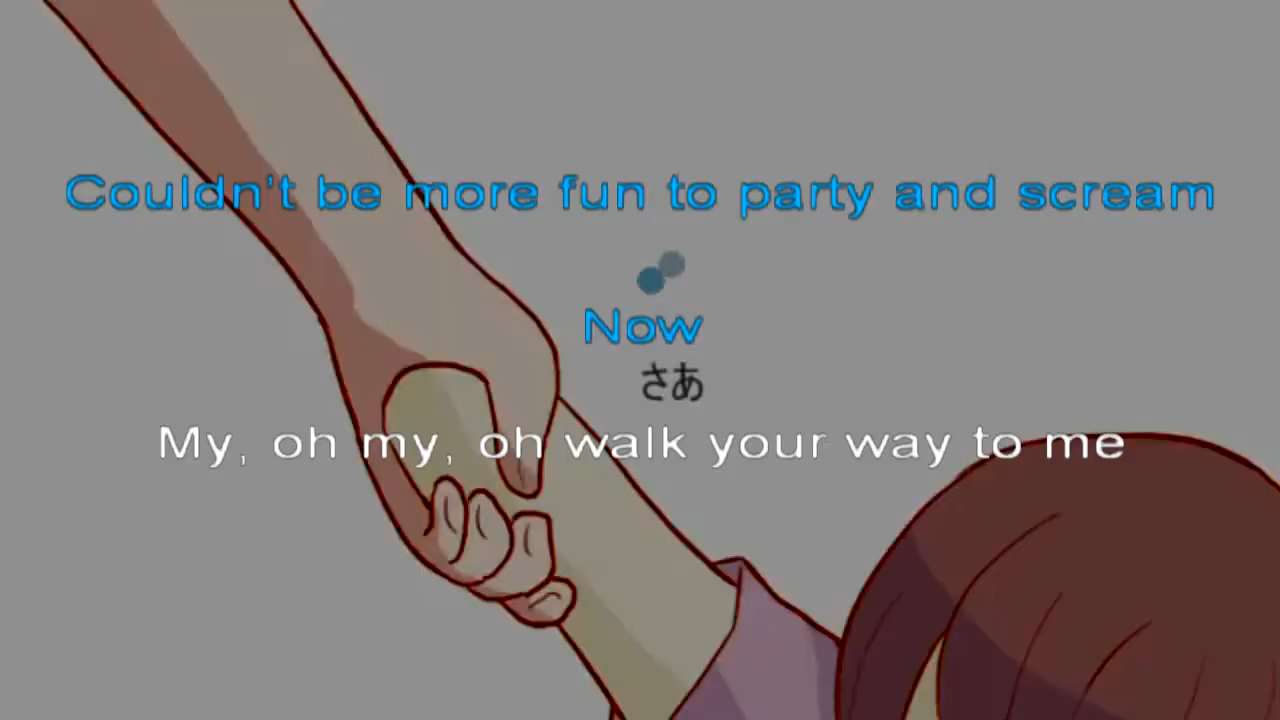 Couldn't be more fun to party and scream
Now
さあ
My, oh my, oh walk your way to me